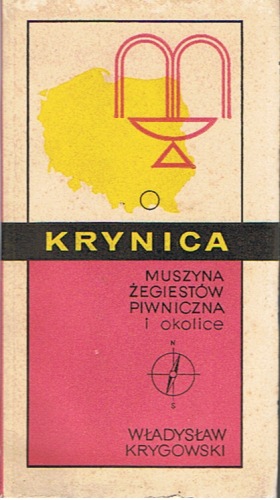 KRYNICA
MUSZYNA
ŻEGIESTÓW
PIWNICZNA
i okolice
N
S
WŁADYSŁAW
KRYGOWSKI